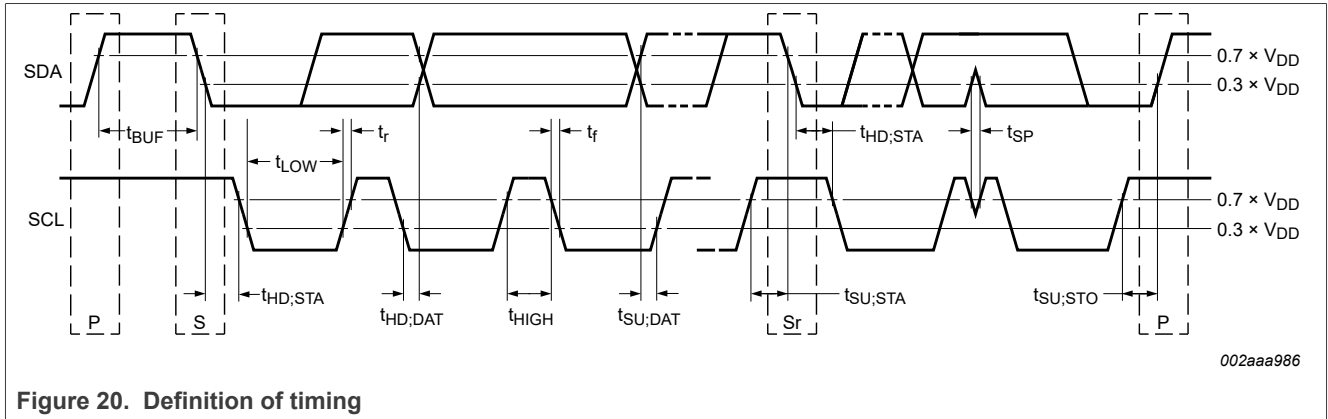 SDA
0.7 × VDD
0.3 × VDD
tBUF
tr
tf
tHD;STA
tSP
tLOW
SCL
0.7 × VDD
0.3 × VDD
tHD;STA
tHD;DAT
tHIGH
tSU;DAT
tSU;STA
tSU;STO
P
S
Sr
P
002aaa986
Figure 20. Definition of timing